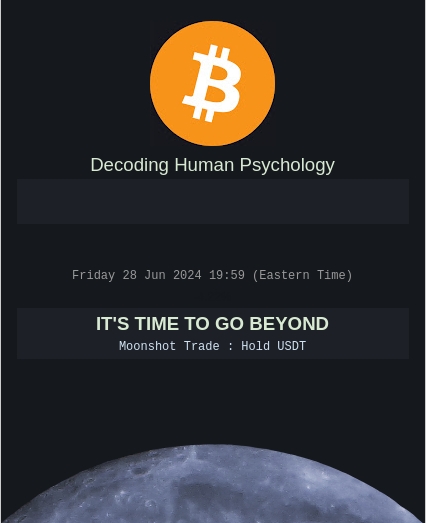 Decoding Human Psychology
Friday 28 Jun 2024 19:59 (Eastern Time)
IT'S TIME TO GO BEYOND
Moonshot Trade : Hold USDT